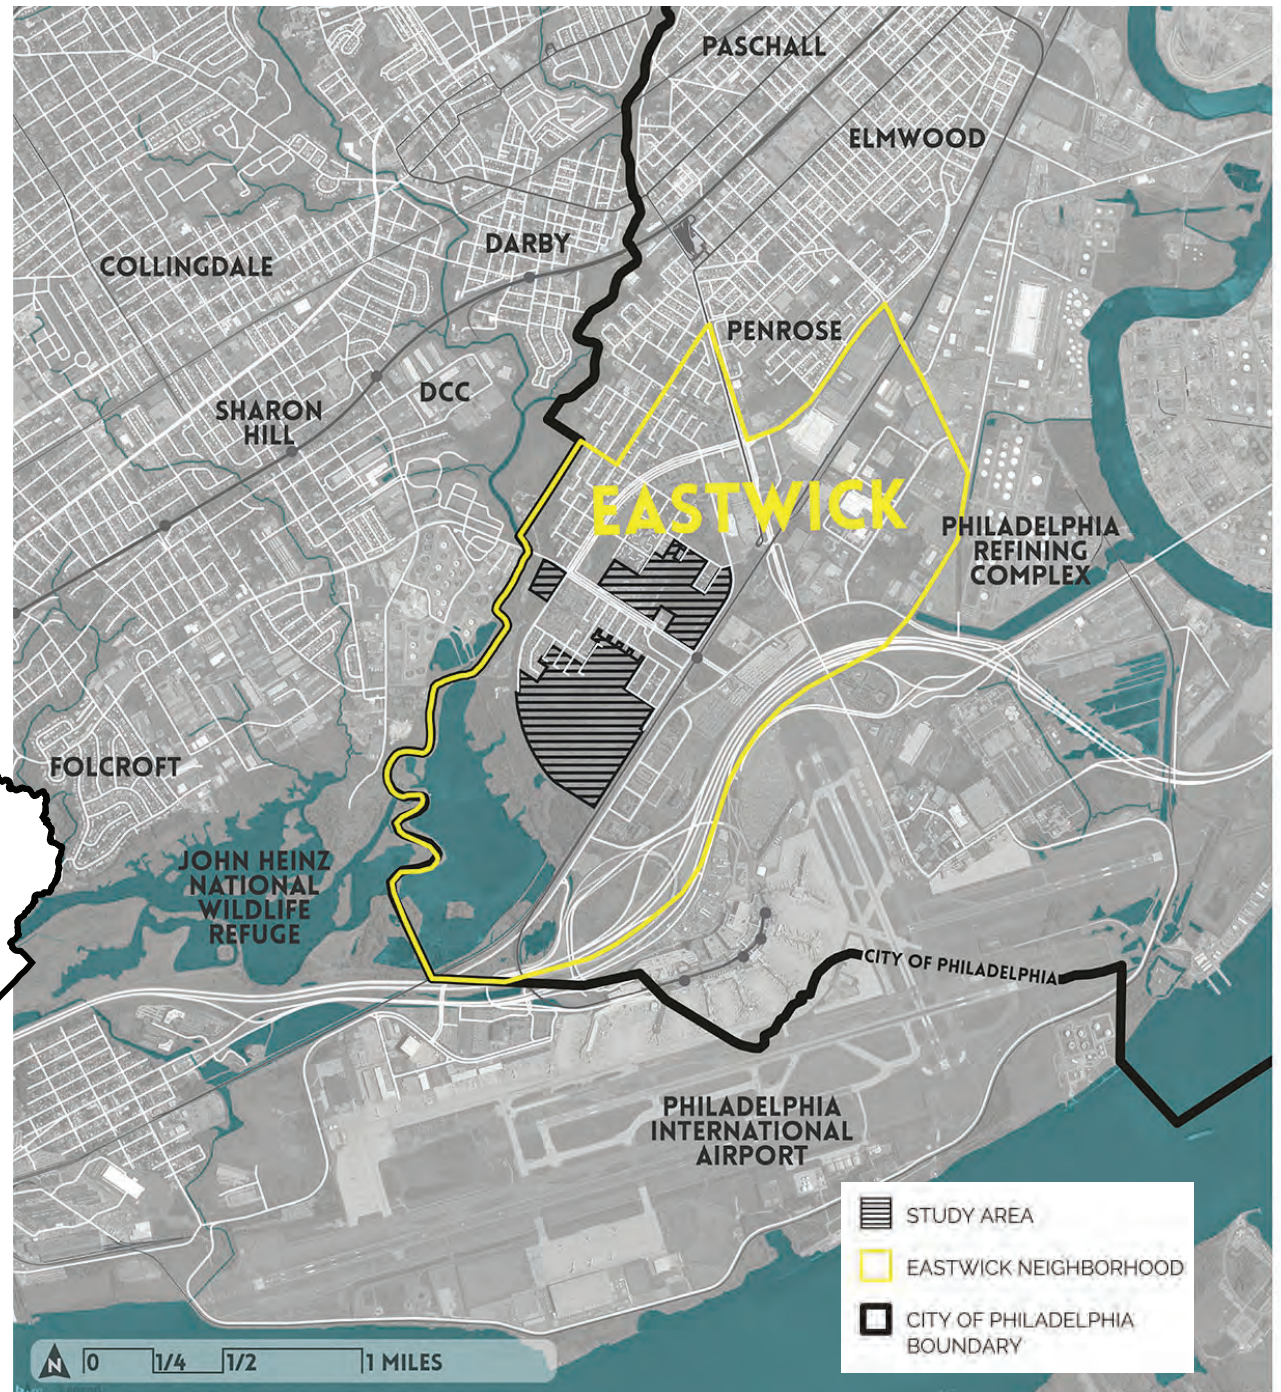 PASCHALL
ELMWOOD
DARBY
COLLINGDALE
PENROSE
DCC
SHARON
HILL
EASTWICK
PHILADELPHIA
REFINING
COMPLEX
FOLCROFT
JOHN HEINZ
NATIONAL
WILDLIFE
REFUGE
CITY OF PHILADELPHIA
PHILADELPHIA
INTERNATIONAL
AIRPORT
STUDY AREA
EASTWICK NEIGHBORHOOD
CITY OF PHILADELPHIA
BOUNDARY
N 0 1/4 1/2 1 MILES